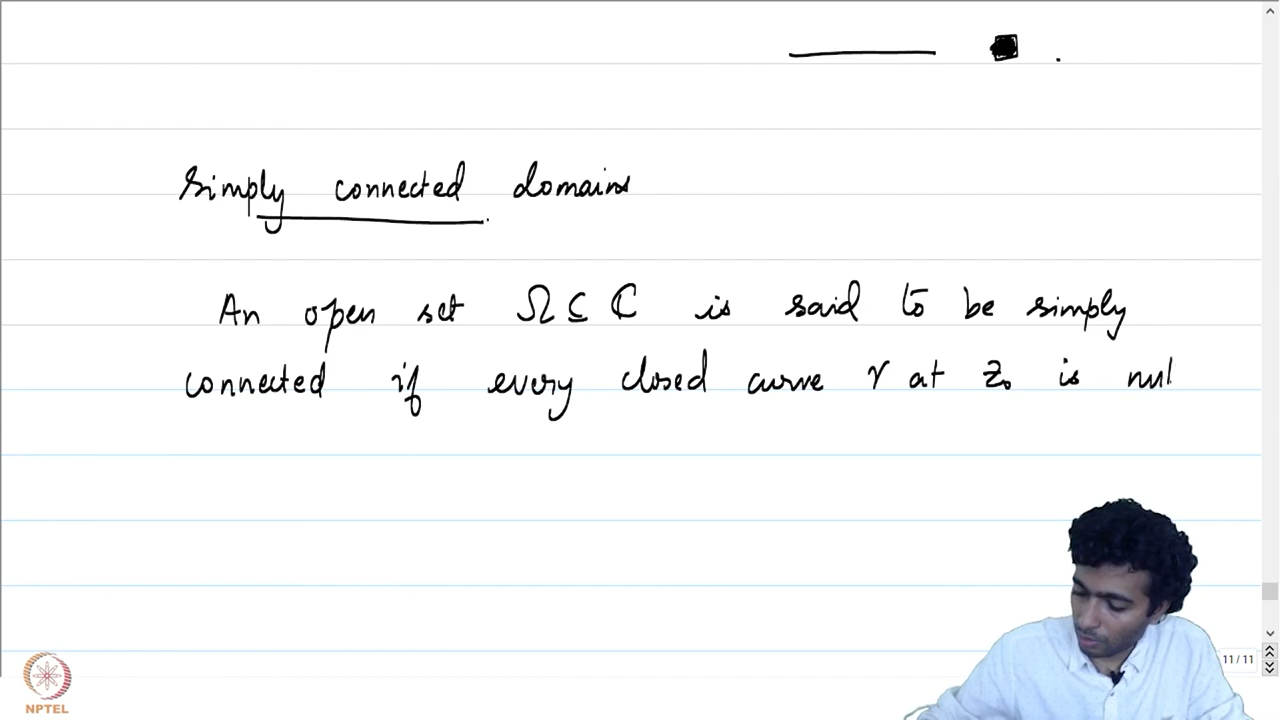 Simply connected domains
An open set Ω ⊆ ℂ is said to be simply
connected if every closed curve γ at z₀ is nul
11 / 11
NPTEL